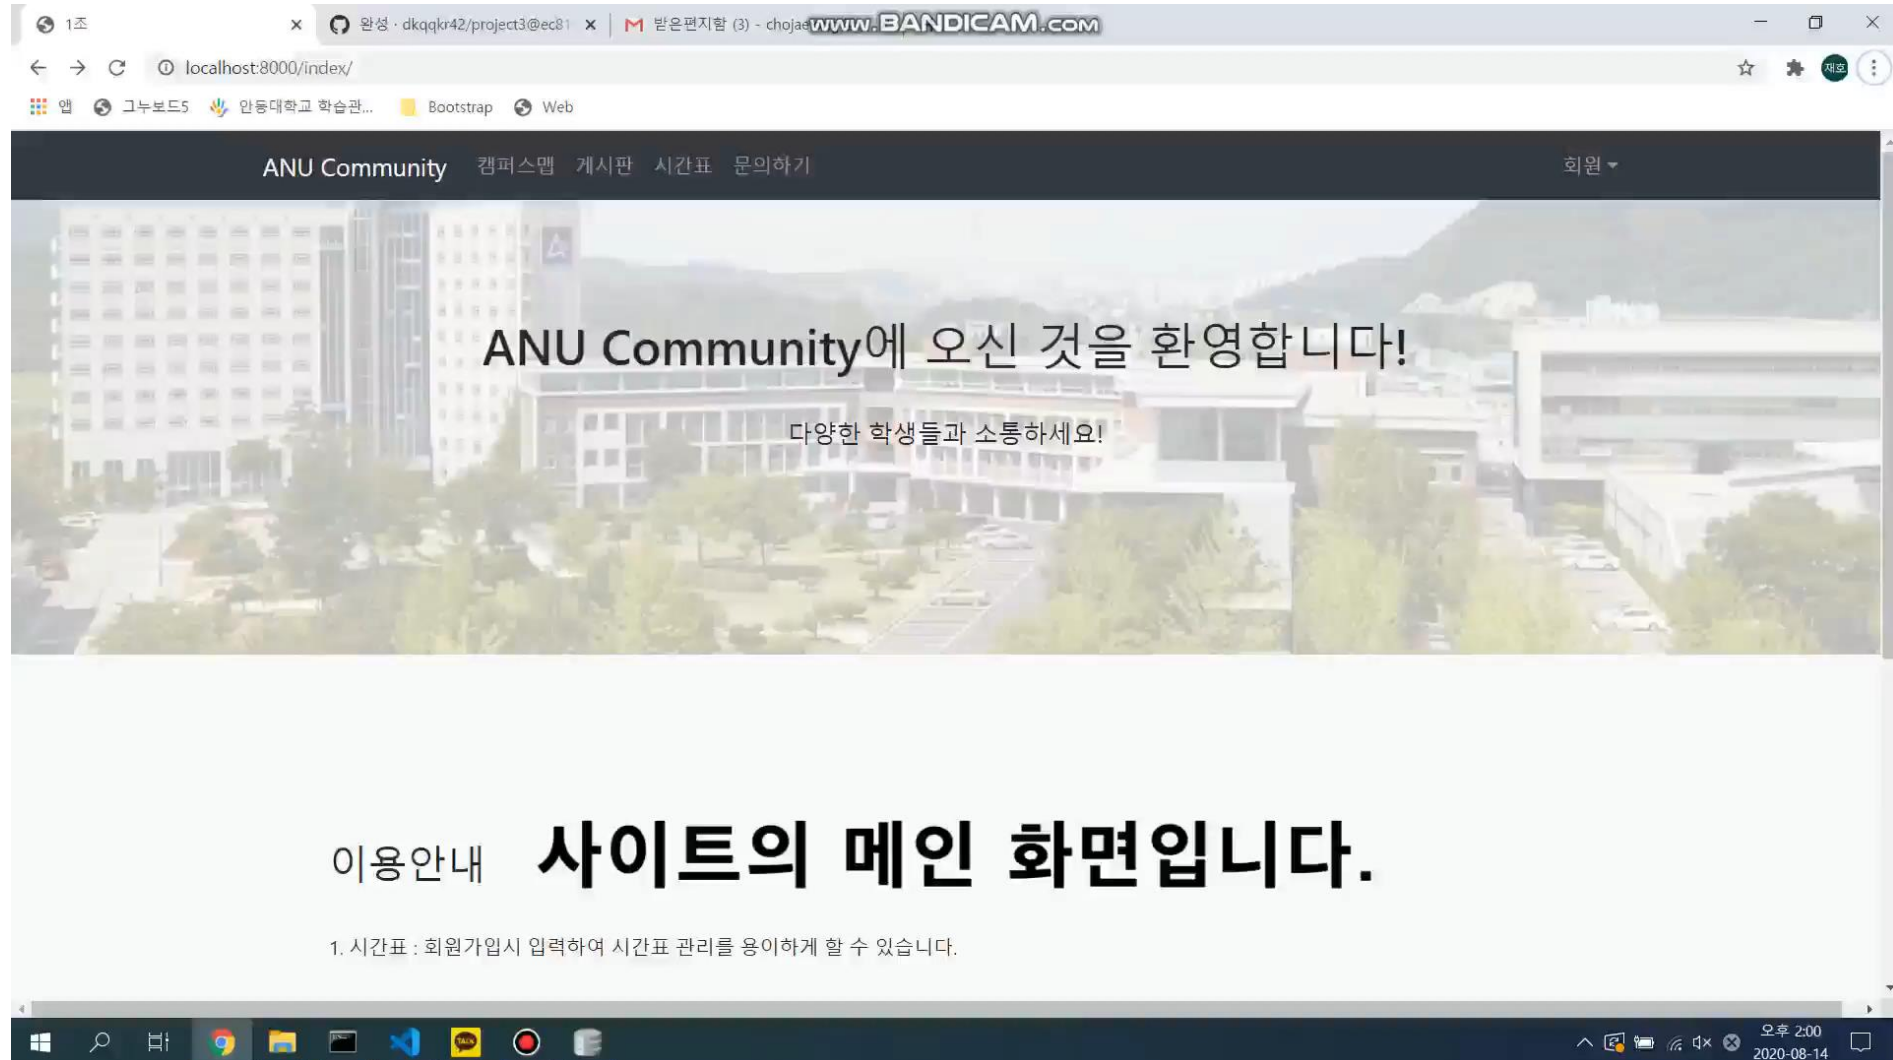 1조
완성 · dkqqkr42/project3@ec81
받은편지함 (3) - chojae
www.BANDICAM.com
localhost:8000/index/
재호
앱
그누보드5
안동대학교 학습관...
Bootstrap
Web
ANU Community 캠퍼스맵 게시판 시간표 문의하기 회원
ANU Community에 오신 것을 환영합니다!
다양한 학생들과 소통하세요!
이용안내
사이트의 메인 화면입니다.
1. 시간표 : 회원가입시 입력하여 시간표 관리를 용이하게 할 수 있습니다.
TALK
오후 2:00
2020-08-14